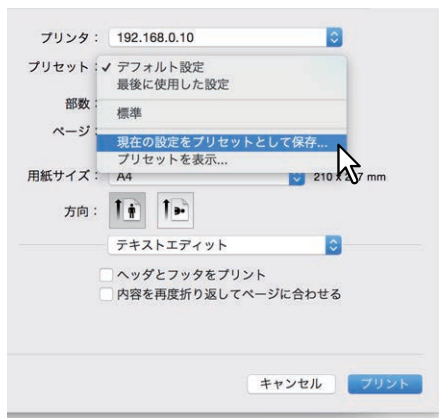 プリンタ： 192.168.0.10
プリセット： ✓ デフォルト設定
最後に使用した設定
部数：
標準
ページ：
現在の設定をプリセットとして保存...
プリセットを表示...
用紙サイズ： A4 210 x 297 mm
方向：
テキストエディット
ヘッダとフッタをプリント
内容を再度折り返してページに合わせる
キャンセル プリント